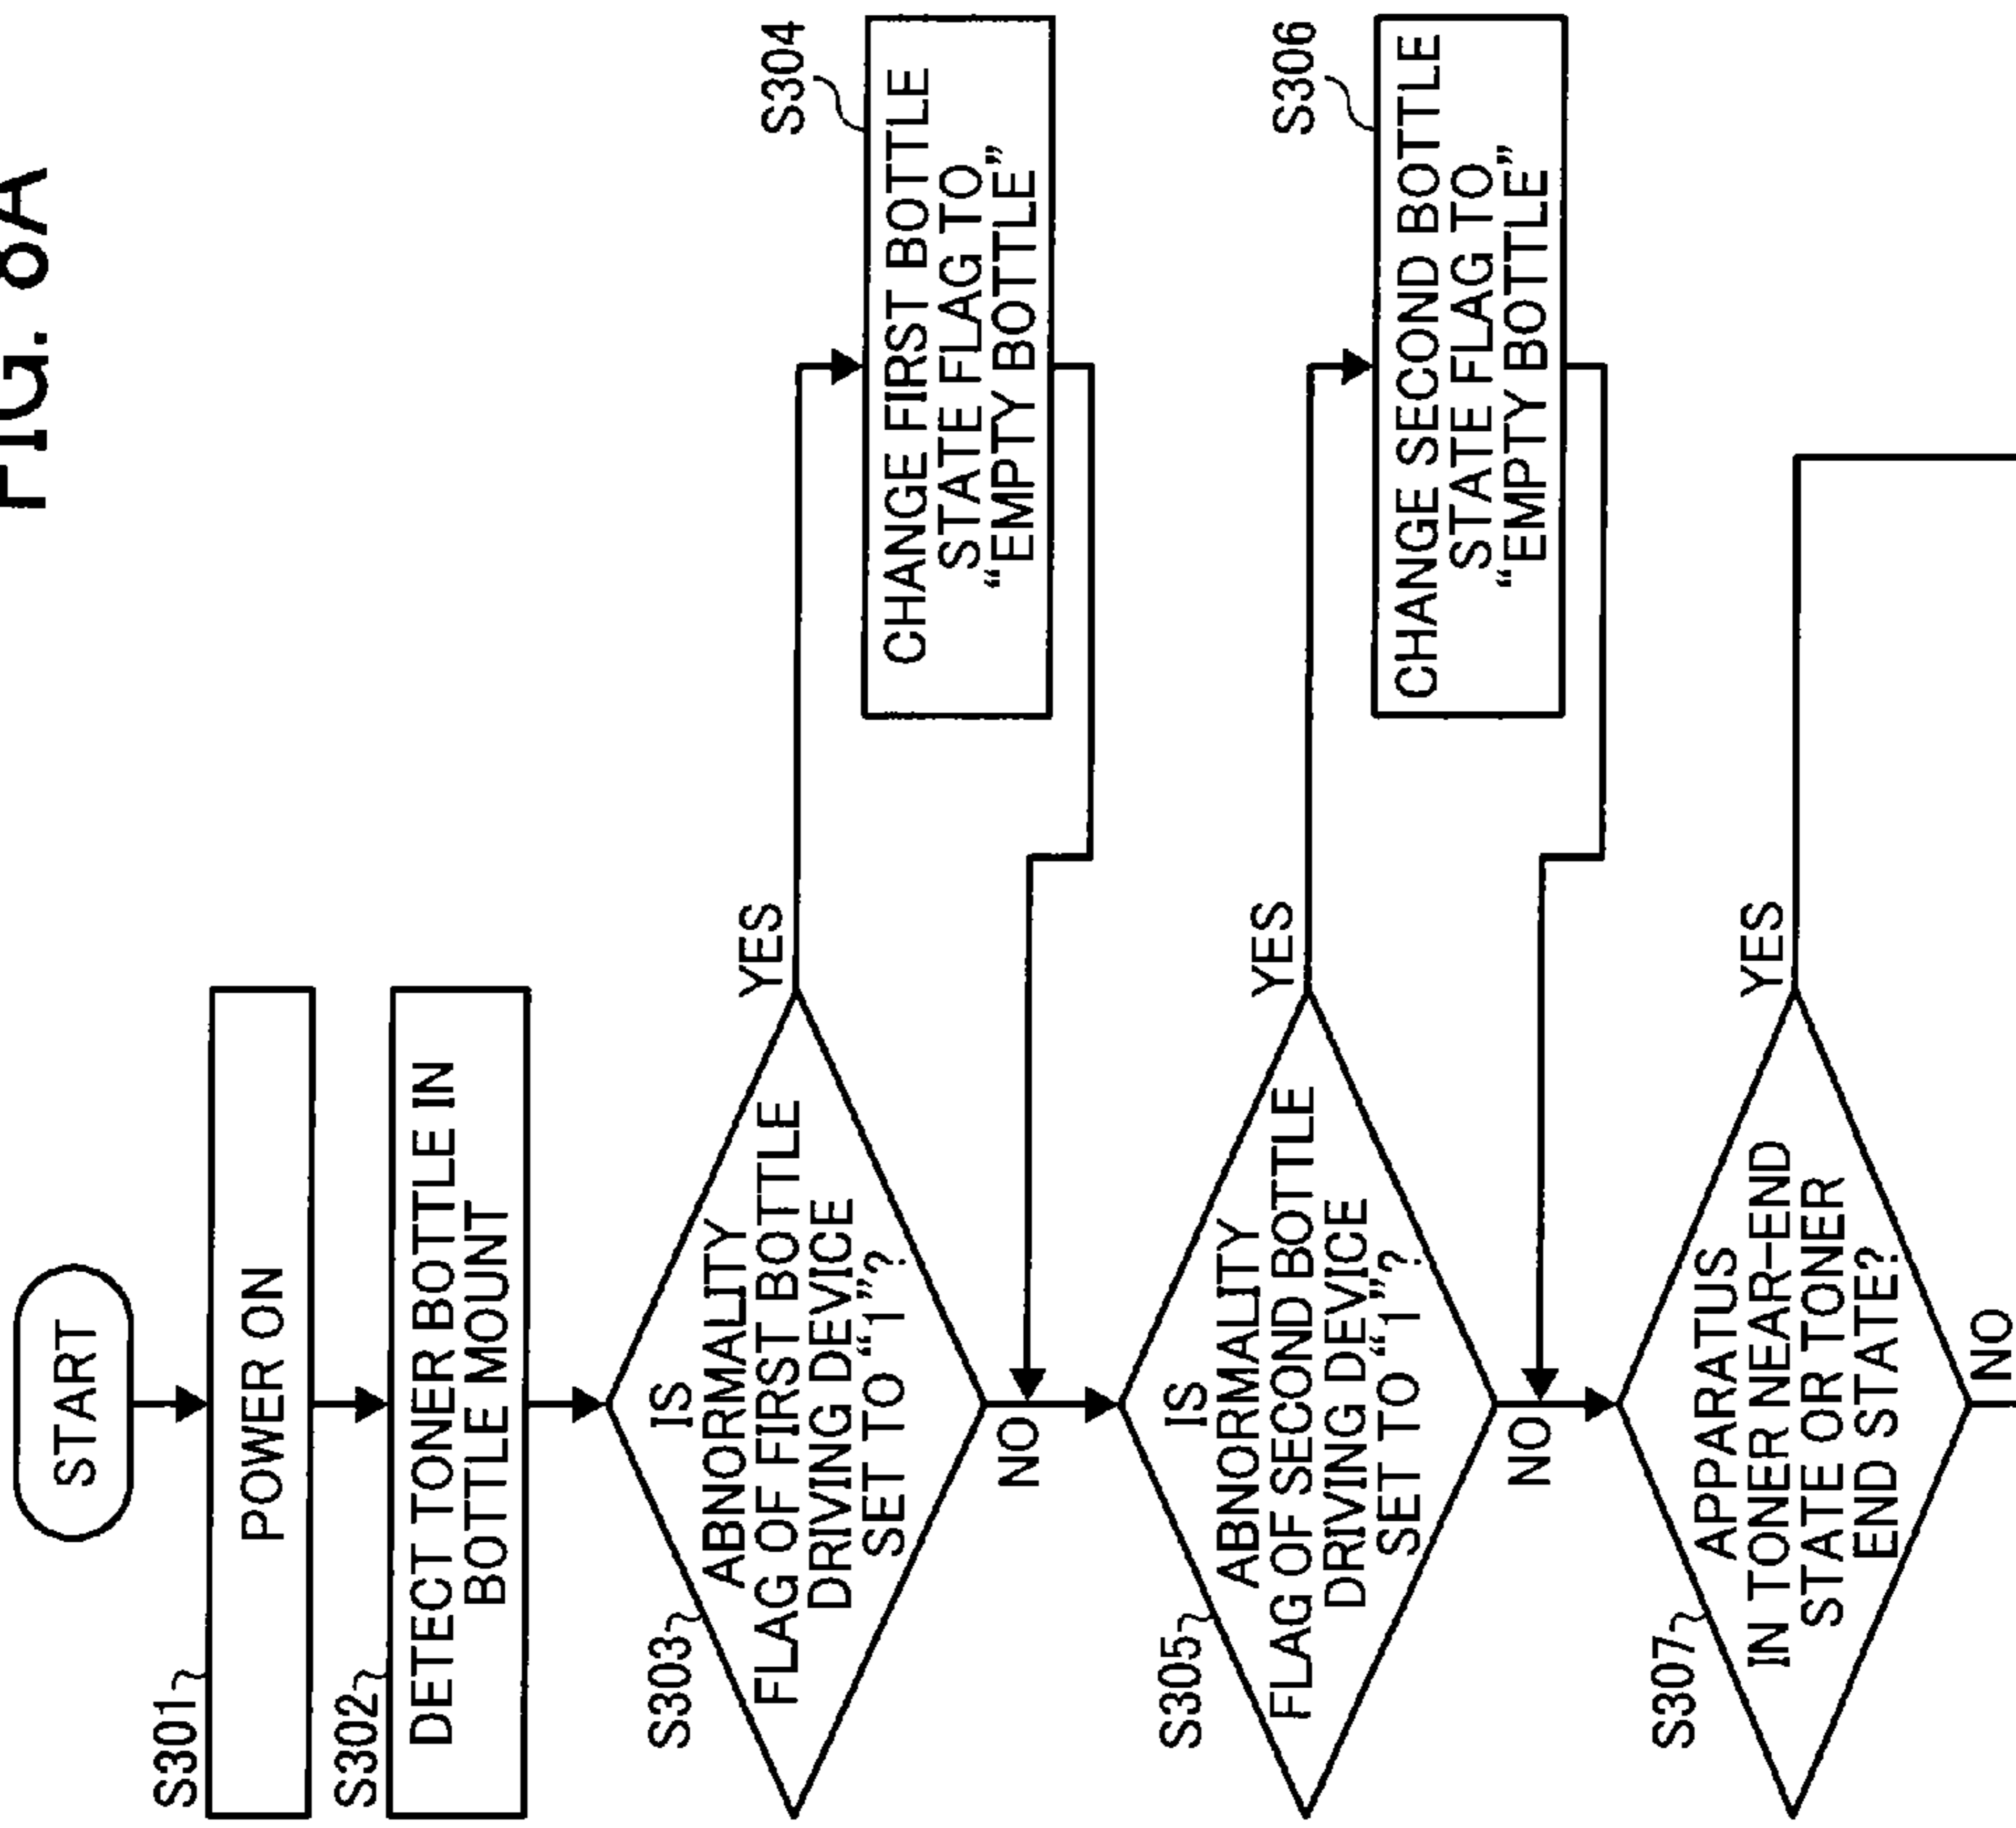 FIG. 8A
START
S301
POWER ON
S302
DETECT TONER BOTTLE IN
BOTTLE MOUNT
S303
IS
ABNORMALITY
FLAG OF FIRST BOTTLE
DRIVING DEVICE
SET TO “1”?
YES
NO
S304
CHANGE FIRST BOTTLE
STATE FLAG TO
“EMPTY BOTTLE”
S305
IS
ABNORMALITY
FLAG OF SECOND BOTTLE
DRIVING DEVICE
SET TO “1”?
YES
NO
S306
CHANGE SECOND BOTTLE
STATE FLAG TO
“EMPTY BOTTLE”
S307
APPARATUS
IN TONER NEAR-END
STATE OR TONER
END STATE?
YES
NO